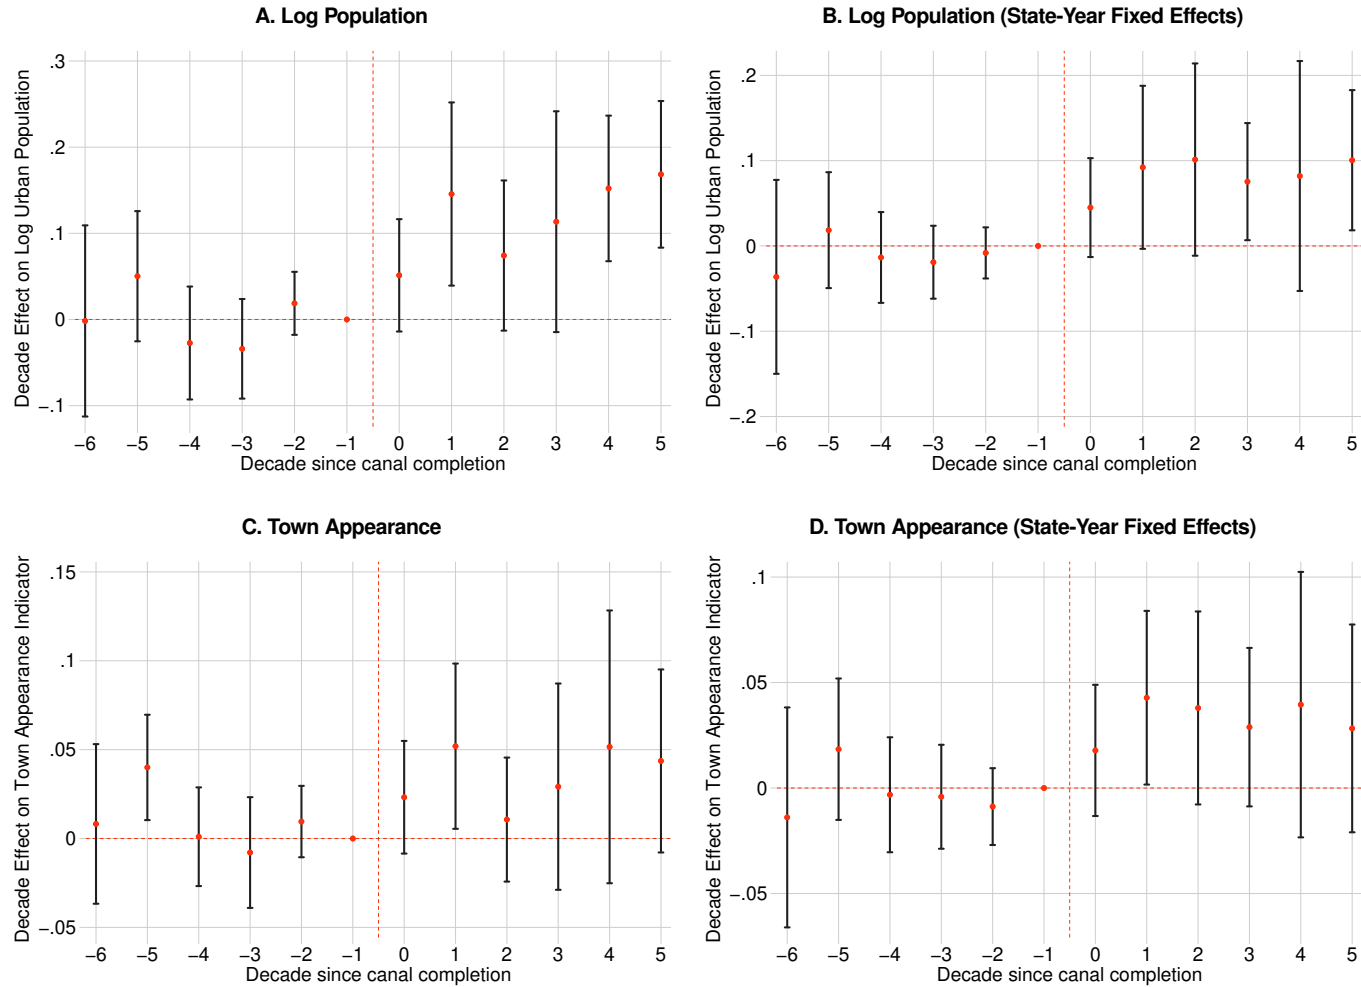 A. Log Population
Decade Effect on Log Urban Population
.3
.2
.1
0
−.1
−6 −5 −4 −3 −2 −1 0 1 2 3 4 5
Decade since canal completion
B. Log Population (State-Year Fixed Effects)
Decade Effect on Log Urban Population
.2
.1
0
−.1
−.2
−6 −5 −4 −3 −2 −1 0 1 2 3 4 5
Decade since canal completion
C. Town Appearance
Decade Effect on Town Appearance Indicator
.15
.1
.05
0
−.05
−6 −5 −4 −3 −2 −1 0 1 2 3 4 5
Decade since canal completion
D. Town Appearance (State-Year Fixed Effects)
Decade Effect on Town Appearance Indicator
.1
.05
0
−.05
−6 −5 −4 −3 −2 −1 0 1 2 3 4 5
Decade since canal completion